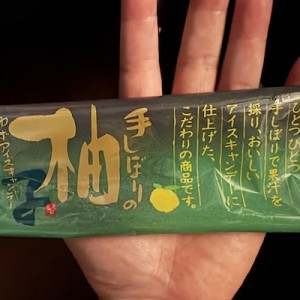 ひとつひとつ
手しぼりで果汁を
採り、おいしい
アイスキャンデーに
仕上げた、
こだわりの商品です。
手しぼりの
柚子
ゆずアイスキャンデー